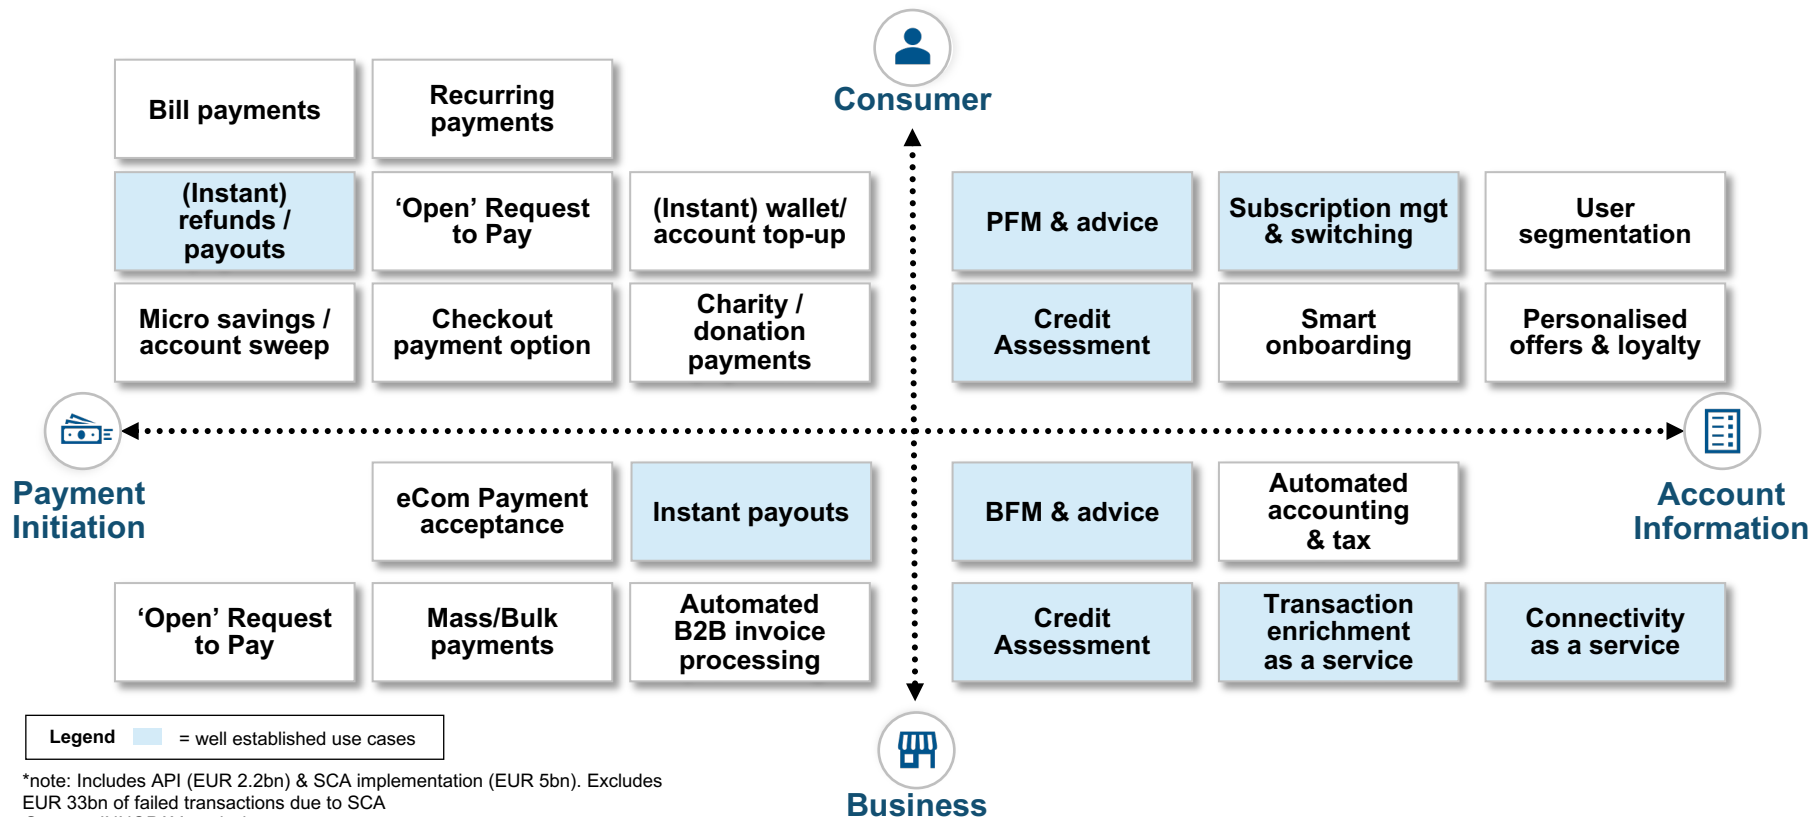 Consumer
Bill payments
Recurring
payments
(Instant)
refunds /
payouts
‘Open’ Request
to Pay
(Instant) wallet/
account top-up
PFM & advice
Subscription mgt
& switching
User
segmentation
Micro savings /
account sweep
Checkout
payment option
Charity /
donation
payments
Credit
Assessment
Smart
onboarding
Personalised
offers & loyalty
Payment
Initiation
Account
Information
eCom Payment
acceptance
Instant payouts
BFM & advice
Automated
accounting
& tax
‘Open’ Request
to Pay
Mass/Bulk
payments
Automated
B2B invoice
processing
Credit
Assessment
Transaction
enrichment
as a service
Connectivity
as a service
Legend = well established use cases
*note: Includes API (EUR 2.2bn) & SCA implementation (EUR 5bn). Excludes
EUR 33bn of failed transactions due to SCA
Business